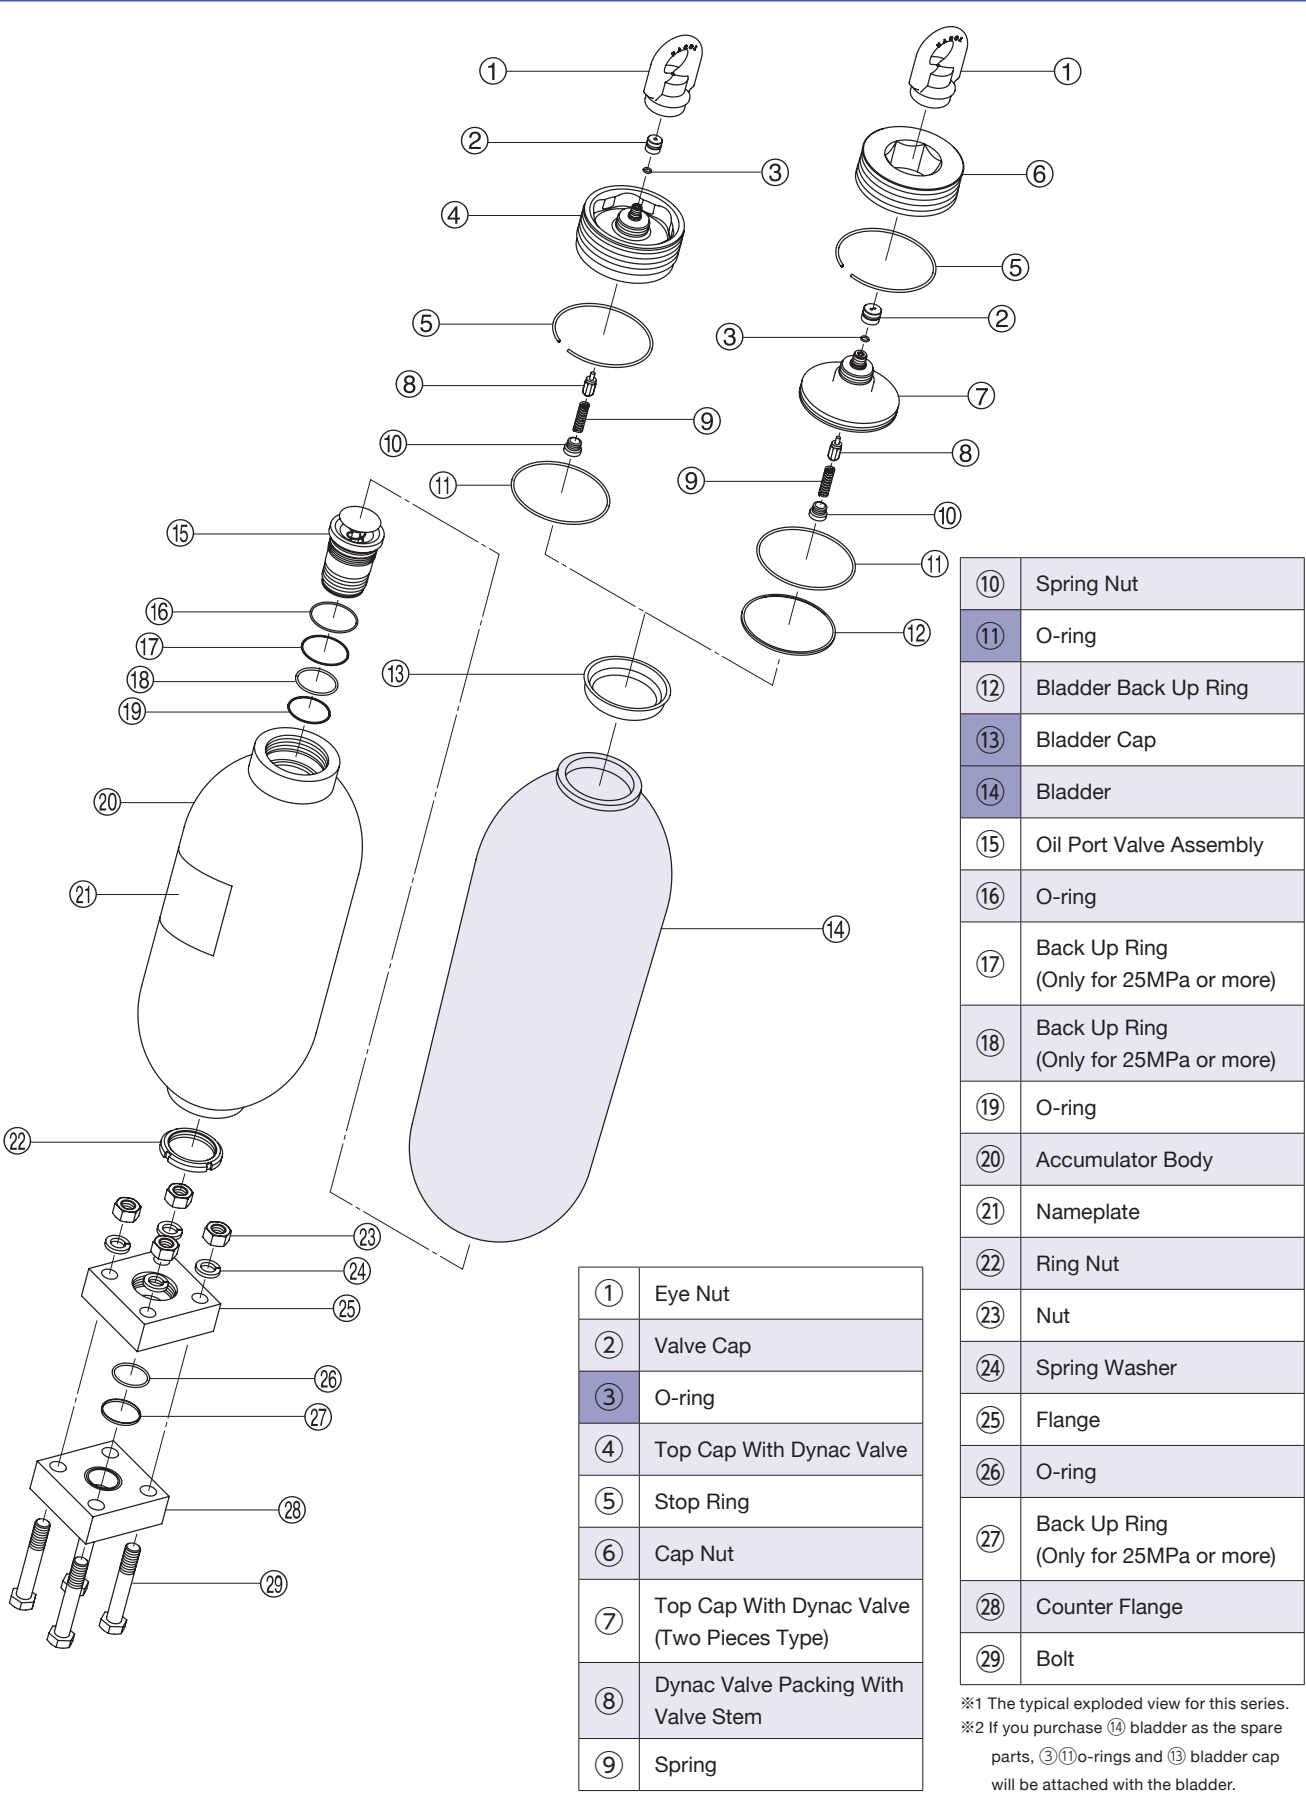 ①
①
②
③
④
⑥
⑤
⑤
②
③
⑧
⑦
⑨
⑩
⑧
⑨
⑪
⑩
⑮
⑪
⑯
⑫
⑰
⑬
⑱
⑲
⑳
㉑
⑭
㉒
㉓
㉔
㉕
㉖
㉗
㉘
㉙
① Eye Nut
② Valve Cap
③ O-ring
④ Top Cap With Dynac Valve
⑤ Stop Ring
⑥ Cap Nut
⑦ Top Cap With Dynac Valve
(Two Pieces Type)
⑧ Dynac Valve Packing With
Valve Stem
⑨ Spring
⑩ Spring Nut
⑪ O-ring
⑫ Bladder Back Up Ring
⑬ Bladder Cap
⑭ Bladder
⑮ Oil Port Valve Assembly
⑯ O-ring
⑰ Back Up Ring
(Only for 25MPa or more)
⑱ Back Up Ring
(Only for 25MPa or more)
⑲ O-ring
⑳ Accumulator Body
㉑ Nameplate
㉒ Ring Nut
㉓ Nut
㉔ Spring Washer
㉕ Flange
㉖ O-ring
㉗ Back Up Ring
(Only for 25MPa or more)
㉘ Counter Flange
㉙ Bolt
※1 The typical exploded view for this series.
※2 If you purchase ⑭ bladder as the spare
parts, ③⑪o-rings and ⑬ bladder cap
will be attached with the bladder.